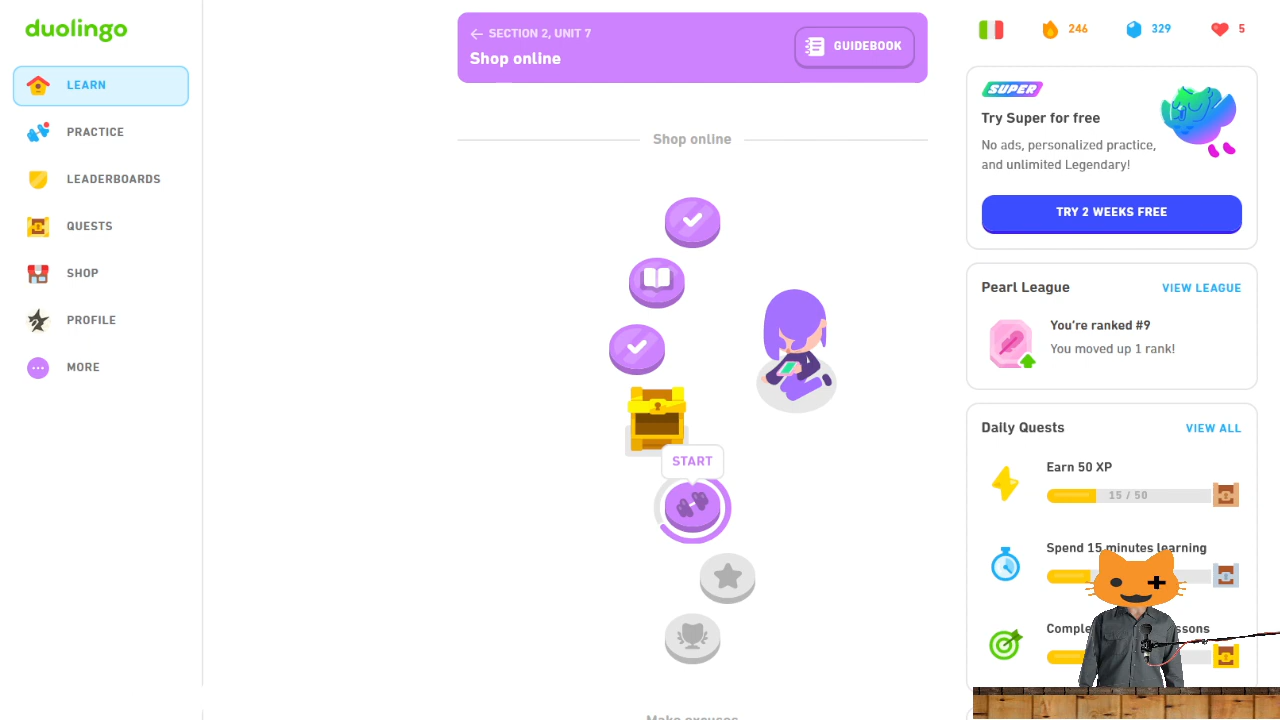 duolingo
LEARN
PRACTICE
LEADERBOARDS
QUESTS
SHOP
PROFILE
MORE
SECTION 2, UNIT 7
Shop online
GUIDEBOOK
Shop online
START
246
329
5
SUPER
Try Super for free
No ads, personalized practice,
and unlimited Legendary!
TRY 2 WEEKS FREE
Pearl League
VIEW LEAGUE
You're ranked #9
You moved up 1 rank!
Daily Quests
VIEW ALL
Earn 50 XP
15 / 50
Spend 15 minutes learning